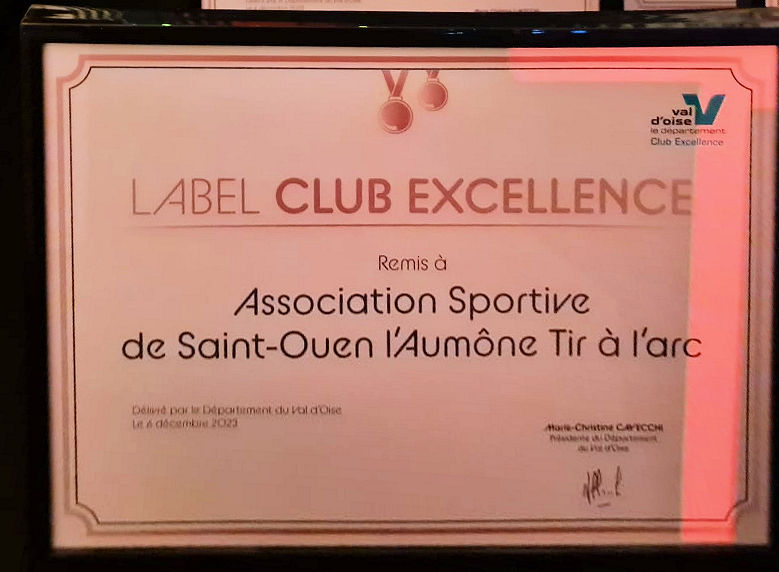 val
d'oise
le département
Club Excellence
LABEL CLUB EXCELLENCE
Remis à
Association Sportive
de Saint-Ouen l'Aumône Tir à l'arc
Délivré par le Département du Val d'Oise
Le 6 décembre 2023
Marie-Christine CAVECCHI
Présidente du Département
du Val d'Oise